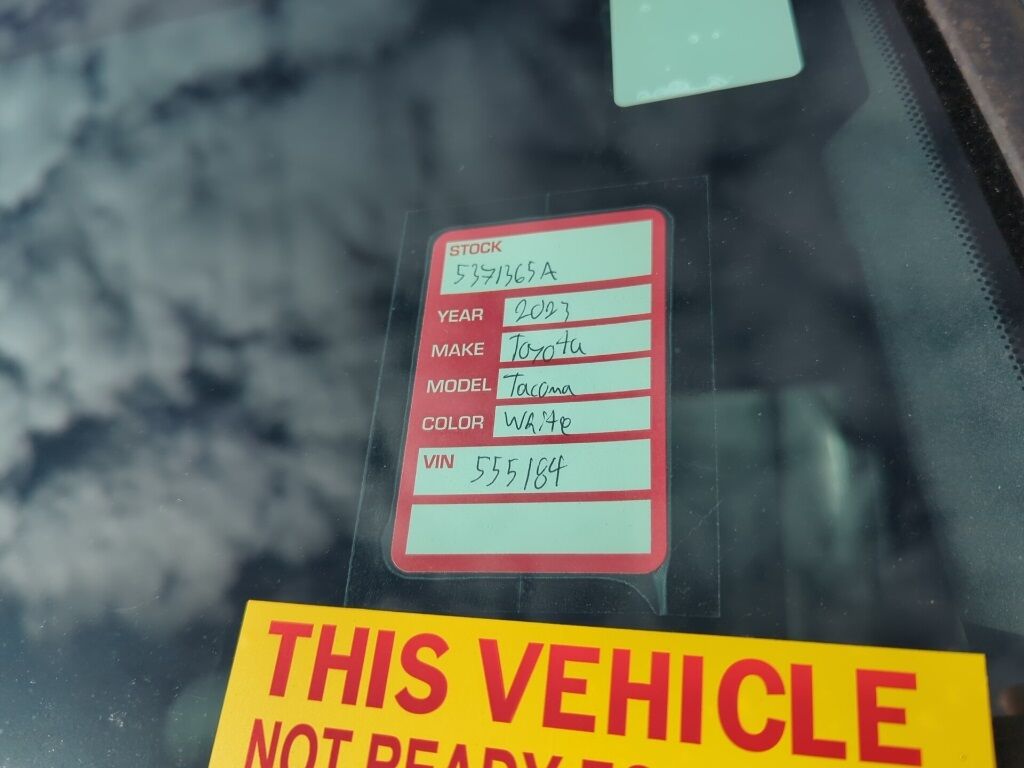 STOCK
5371365A
YEAR 2023
MAKE Toyota
MODEL Tacoma
COLOR White
VIN 555184
THIS VEHICLE
NOT READY